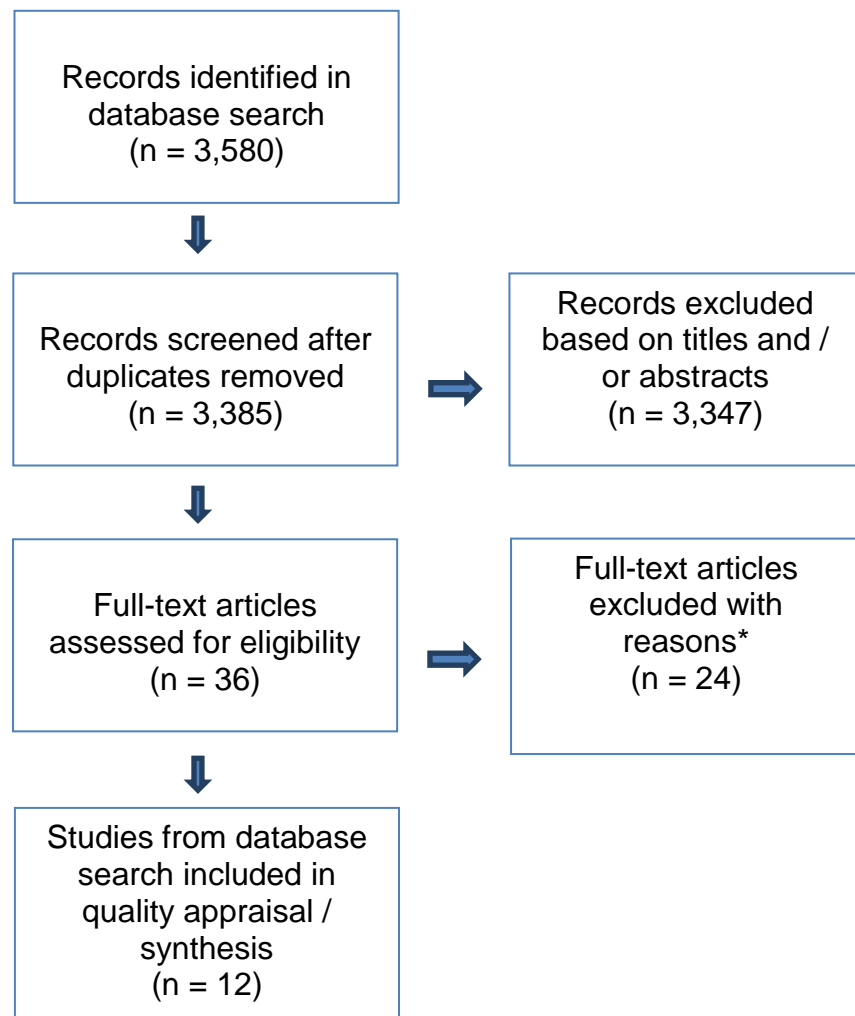 Records identified in
database search
(n = 3,580)
Records screened after
duplicates removed
(n = 3,385)
Records excluded
based on titles and /
or abstracts
(n = 3,347)
Full-text articles
assessed for eligibility
(n = 36)
Full-text articles
excluded with
reasons*
(n = 24)
Studies from database
search included in
quality appraisal /
synthesis
(n = 12)